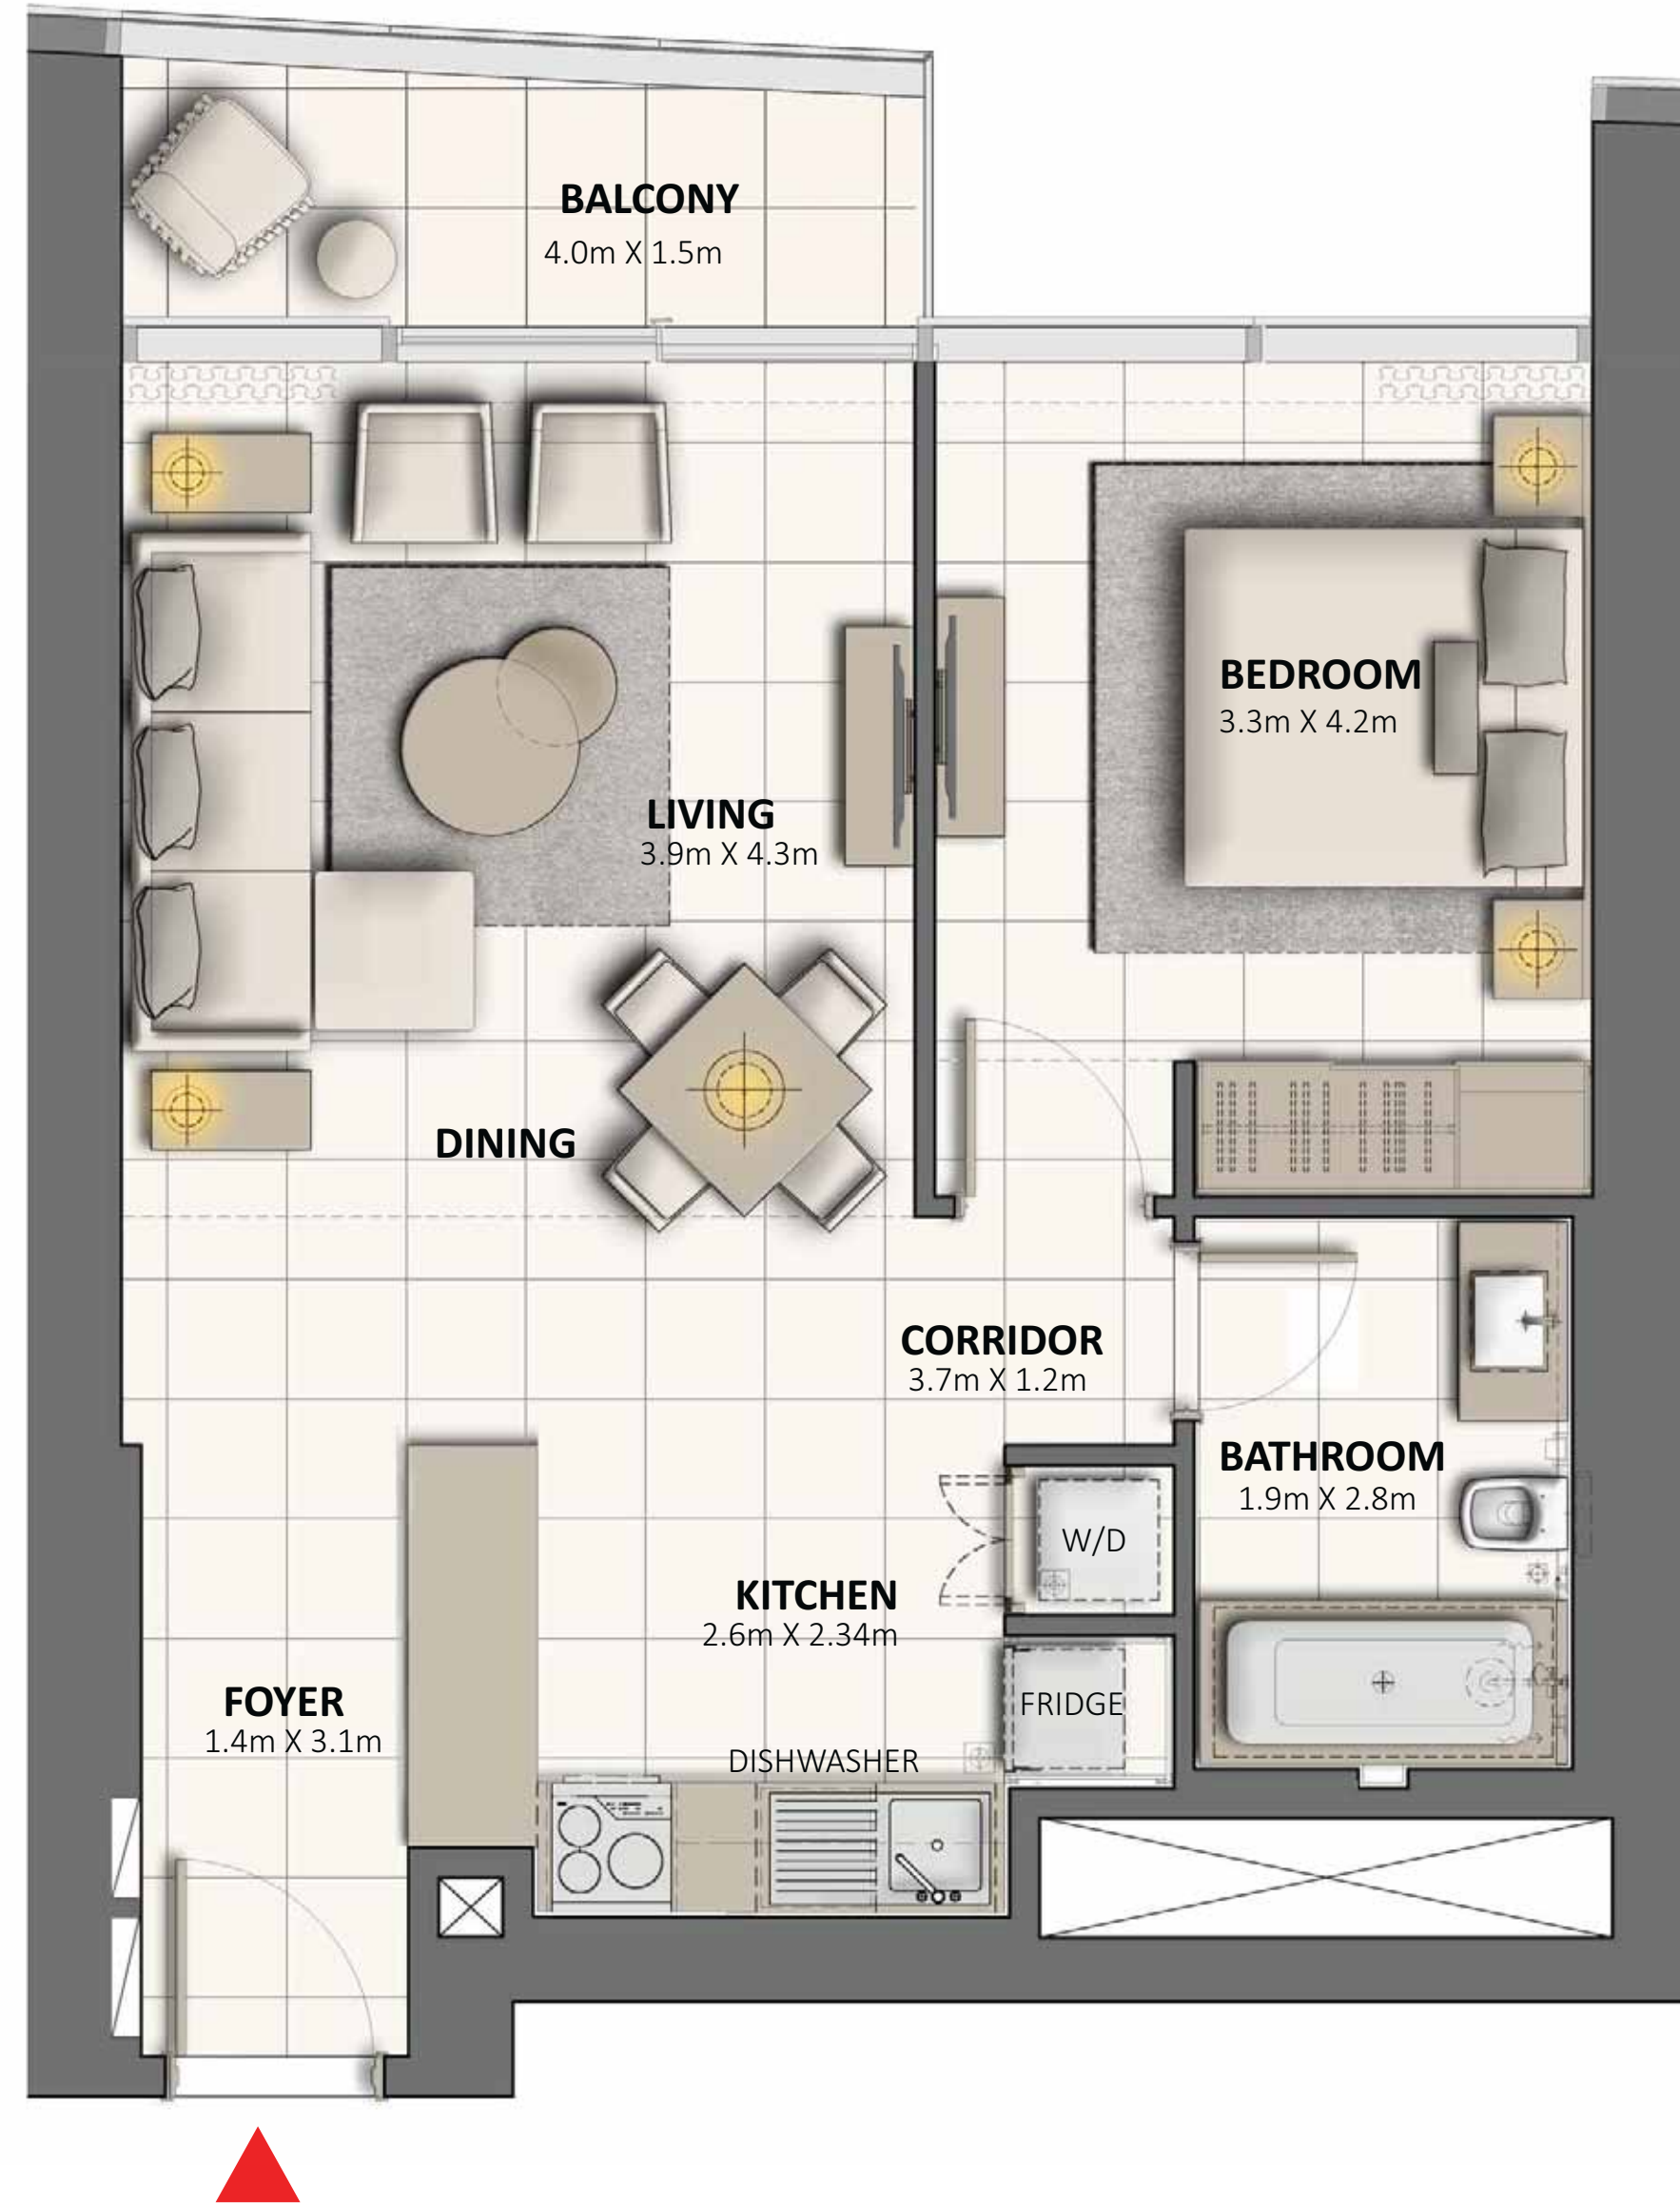 BALCONY
4.0m X 1.5m
BEDROOM
3.3m X 4.2m
LIVING
3.9m X 4.3m
DINING
CORRIDOR
3.7m X 1.2m
BATHROOM
1.9m X 2.8m
W/D
KITCHEN
2.6m X 2.34m
FOYER
1.4m X 3.1m
FRIDGE
DISHWASHER